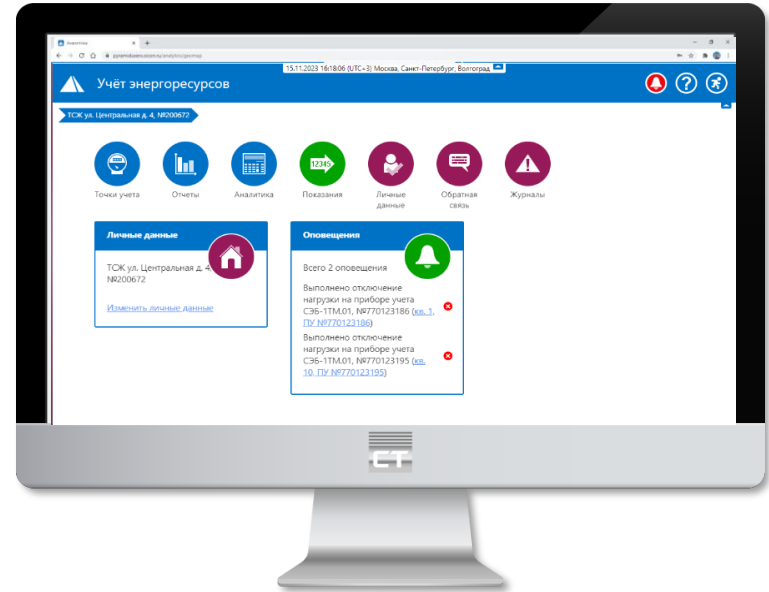 15.11.2023 16:18:06 (UTC+3) Москва, Санкт-Петербург, Волгоград
Учёт энергоресурсов
ТСЖ ул. Центральная д. 4, №200672
12345
Точки учета
Отчеты
Аналитика
Показания
Личные
данные
Обратная
связь
Журналы
Личные данные
ТСЖ ул. Центральная д. 4,
№200672
Изменить личные данные
Оповещения
Всего 2 оповещения
Выполнено отключение
нагрузки на приборе учета
СЭБ-1ТМ.01, №770123186 (кв. 1,
ПУ №770123186)
Выполнено отключение
нагрузки на приборе учета
СЭБ-1ТМ.01, №770123195 (кв.
10, ПУ №770123195)
СТ